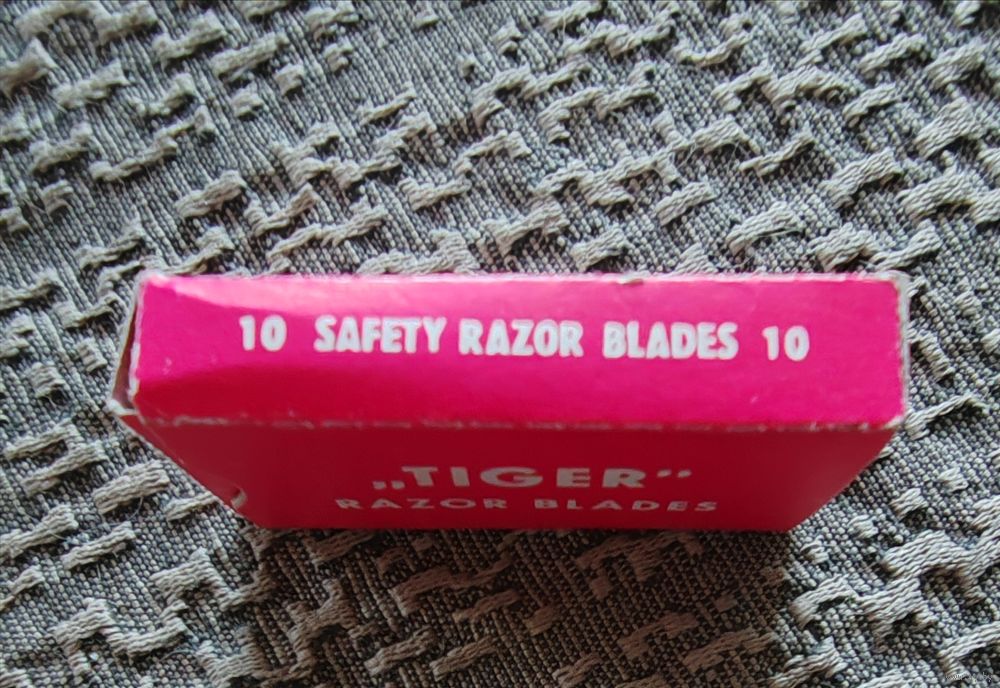 10 SAFETY RAZOR BLADES 10
„TIGER”
RAZOR BLADES